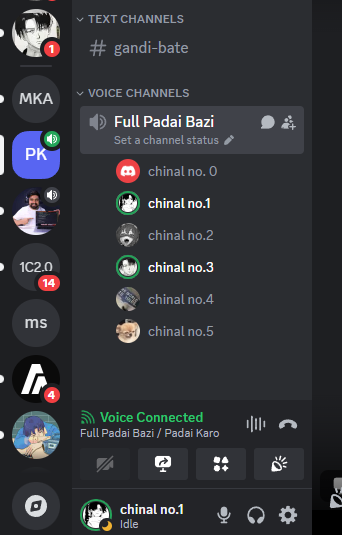 TEXT CHANNELS
# gandi-bate
VOICE CHANNELS
Full Padai Bazi
Set a channel status
chinal no. 0
chinal no.1
chinal no.2
chinal no.3
chinal no.4
chinal no.5
Voice Connected
Full Padai Bazi / Padai Karo
chinal no.1
Idle
1
MKA
PK
1C2.0
14
ms
4